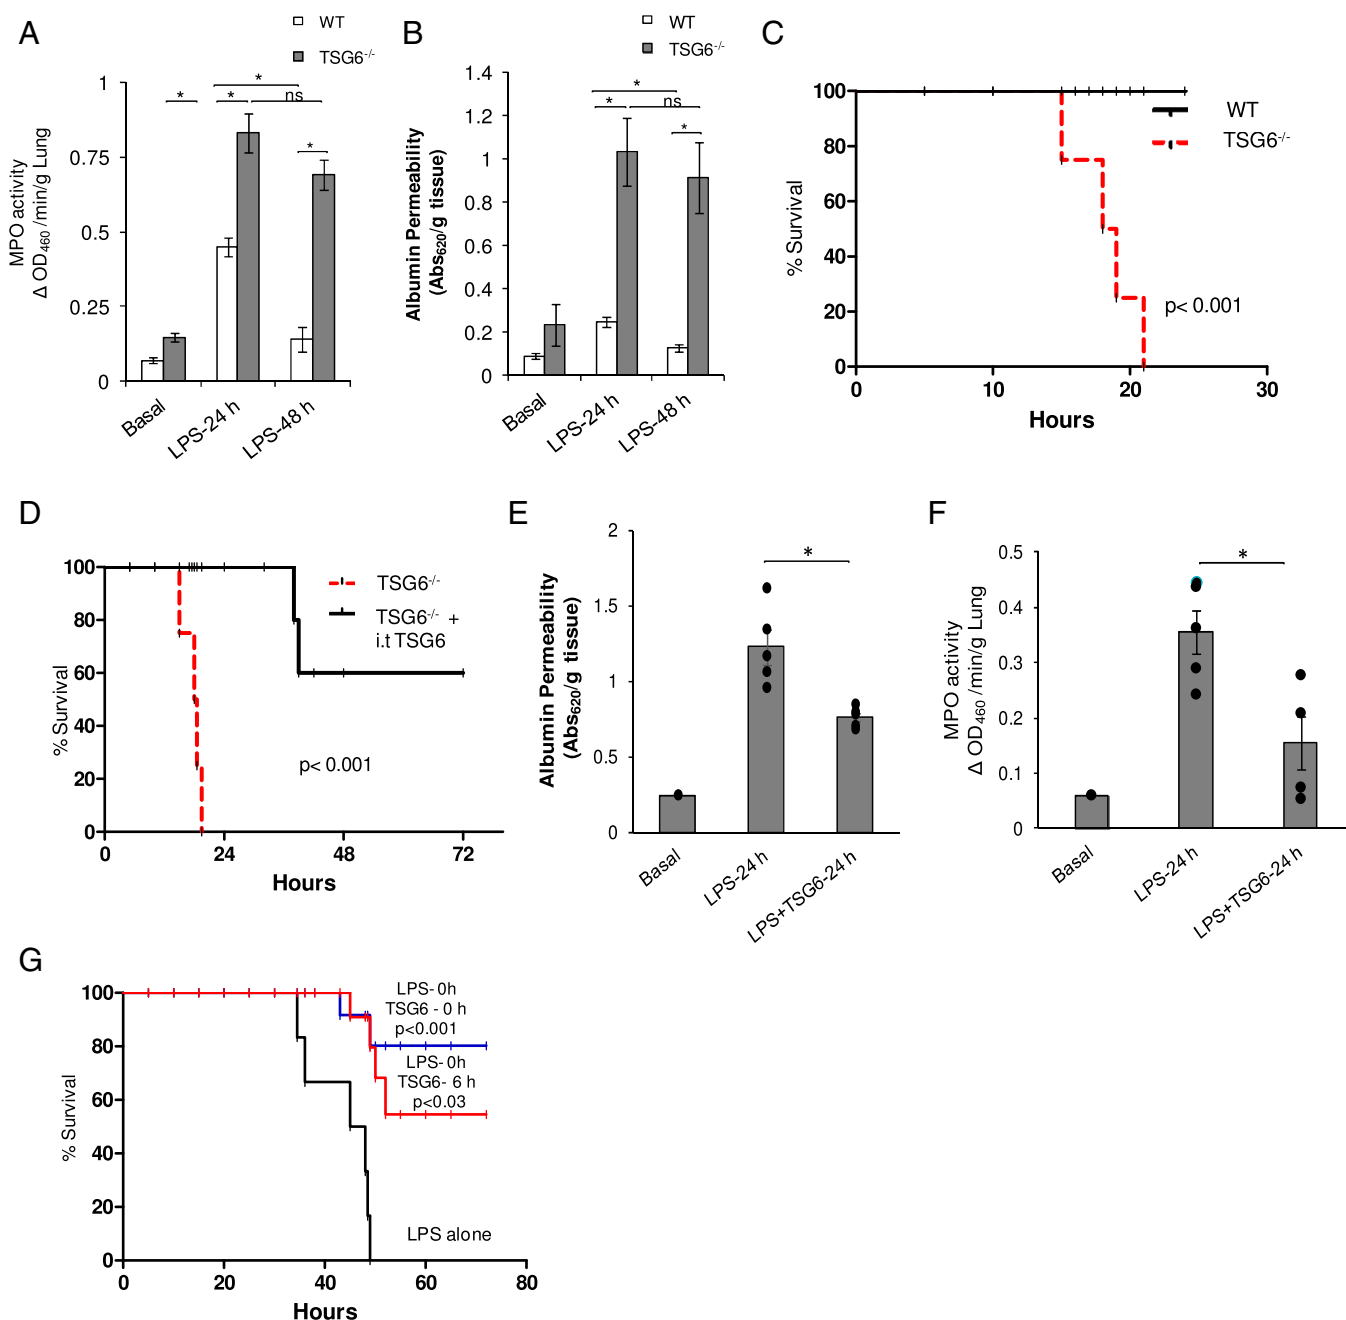 A
WT
TSG6-/-
MPO activity
Δ OD460 /min/g Lung
1
0.75
0.5
0.25
0
*
*
*
ns
*
Basal
LPS-24 h
LPS-48 h
B
WT
TSG6-/-
Albumin Permeability
(Abs620/g tissue)
1.4
1.2
1
0.8
0.6
0.4
0.2
0
*
*
ns
*
Basal
LPS-24 h
LPS-48 h
C
% Survival
100
80
60
40
20
0
WT
TSG6-/-
p< 0.001
0
10
20
30
Hours
D
% Survival
100
80
60
40
20
0
TSG6-/-
TSG6-/- +
i.t TSG6
p< 0.001
0
24
48
72
Hours
E
Albumin Permeability
(Abs620/g tissue)
2
1.5
1
0.5
0
*
Basal
LPS-24 h
LPS+TSG6-24 h
F
MPO activity
Δ OD460 /min/g Lung
0.5
0.4
0.3
0.2
0.1
0
*
Basal
LPS-24 h
LPS+TSG6-24 h
G
% Survival
100
80
60
40
20
0
LPS- 0h
TSG6 - 0 h
p<0.001
LPS- 0h
TSG6- 6 h
p<0.03
LPS alone
0
20
40
60
80
Hours